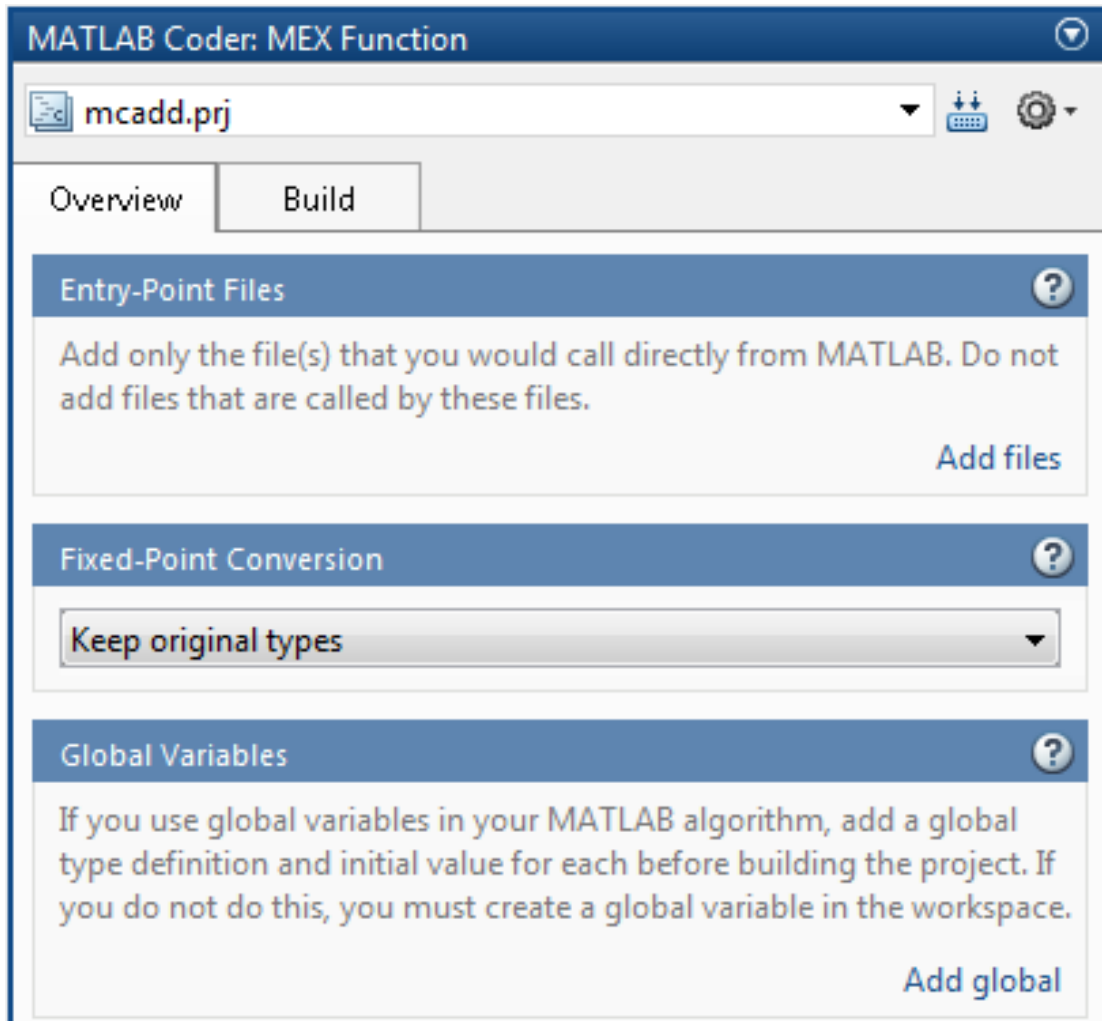 MATLAB Coder: MEX Function
mcadd.prj
Overview Build
Entry-Point Files
Add only the file(s) that you would call directly from MATLAB. Do not
add files that are called by these files.
Add files
Fixed-Point Conversion
Keep original types
Global Variables
If you use global variables in your MATLAB algorithm, add a global
type definition and initial value for each before building the project. If
you do not do this, you must create a global variable in the workspace.
Add global